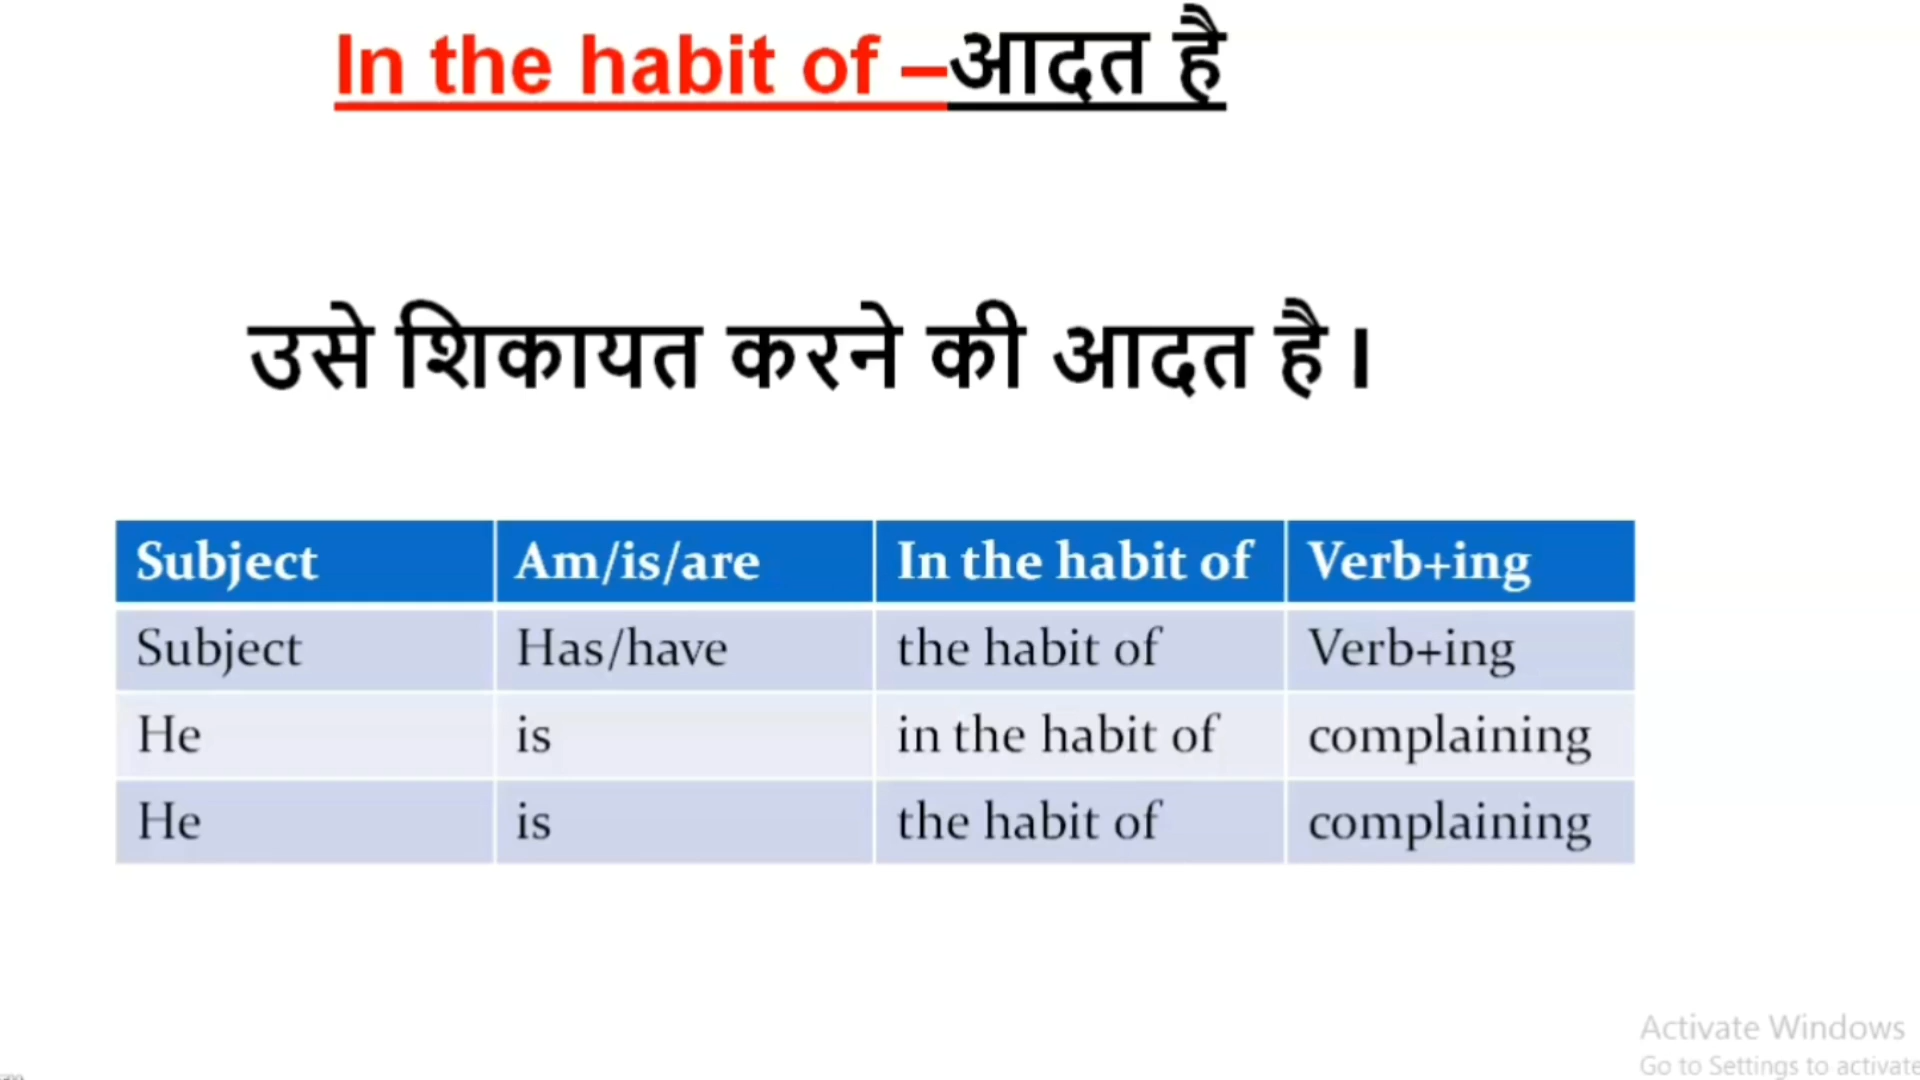 In the habit of –आदत है
उसे शिकायत करने की आदत है।
Subject Am/is/are In the habit of Verb+ing
Subject Has/have the habit of Verb+ing
He is in the habit of complaining
He is the habit of complaining
Activate Windows
Go to Settings to activate